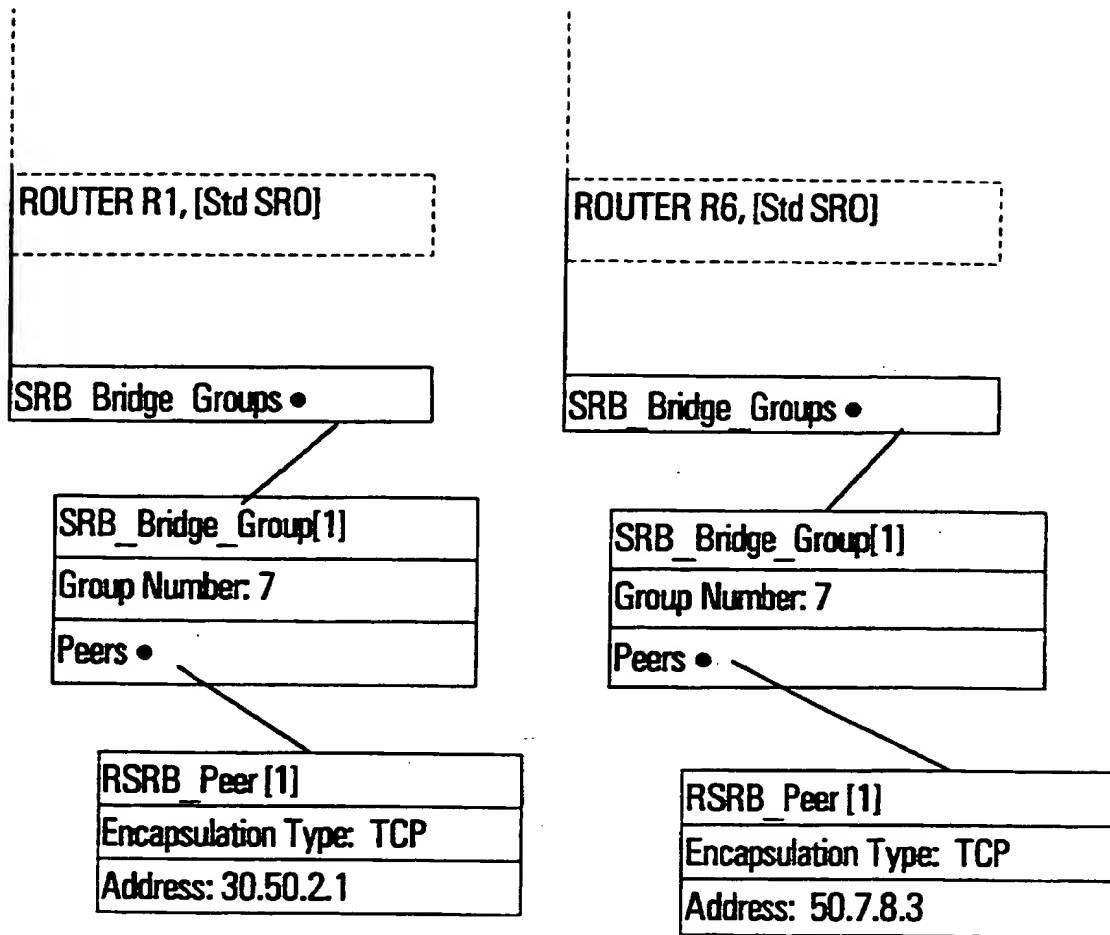 ROUTER R1, [Std SRO]
SRB_Bridge_Groups •
SRB_Bridge_Group[1]
Group Number: 7
Peers •
RSRB_Peer [1]
Encapsulation Type: TCP
Address: 30.50.2.1
ROUTER R6, [Std SRO]
SRB_Bridge_Groups •
SRB_Bridge_Group[1]
Group Number: 7
Peers •
RSRB_Peer [1]
Encapsulation Type: TCP
Address: 50.7.8.3